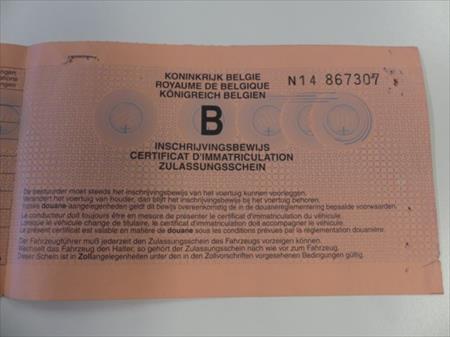 KONINKRIJK BELGIE
ROYAUME DE BELGIQUE
KÖNIGREICH BELGIEN
N14 867307
B
INSCHRIJVINGSBEWIJS
CERTIFICAT D'IMMATRICULATION
ZULASSUNGSSCHEIN
De bestuurder moet steeds het inschrijvingsbewijs van het voertuig kunnen voorleggen.
Verandert het voertuig van houder, dan blijft het inschrijvingsbewijs bij het voertuig behoren.
Inzake douane-aangelegenheden geldt dit bewijs overeenkomstig de in de douanereglementering bepaalde voorwaarden.
Le conducteur doit toujours être en mesure de présenter le certificat d'immatriculation du véhicule.
Lorsque le véhicule change de titulaire, le certificat d'immatriculation doit accompagner le véhicule.
Le présent certificat est valable en matière de douane sous les conditions prévues par la réglementation douanière.
Der Fahrzeugführer muß jederzeit den Zulassungsschein des Fahrzeugs vorzeigen können.
Wechselt das Fahrzeug den Halter, so gehört der Zulassungsschein nach wie vor zum Fahrzeug.
Dieser Schein ist in Zollangelegenheiten unter den in den Zollvorschriften vorgesehenen Bedingungen gültig.